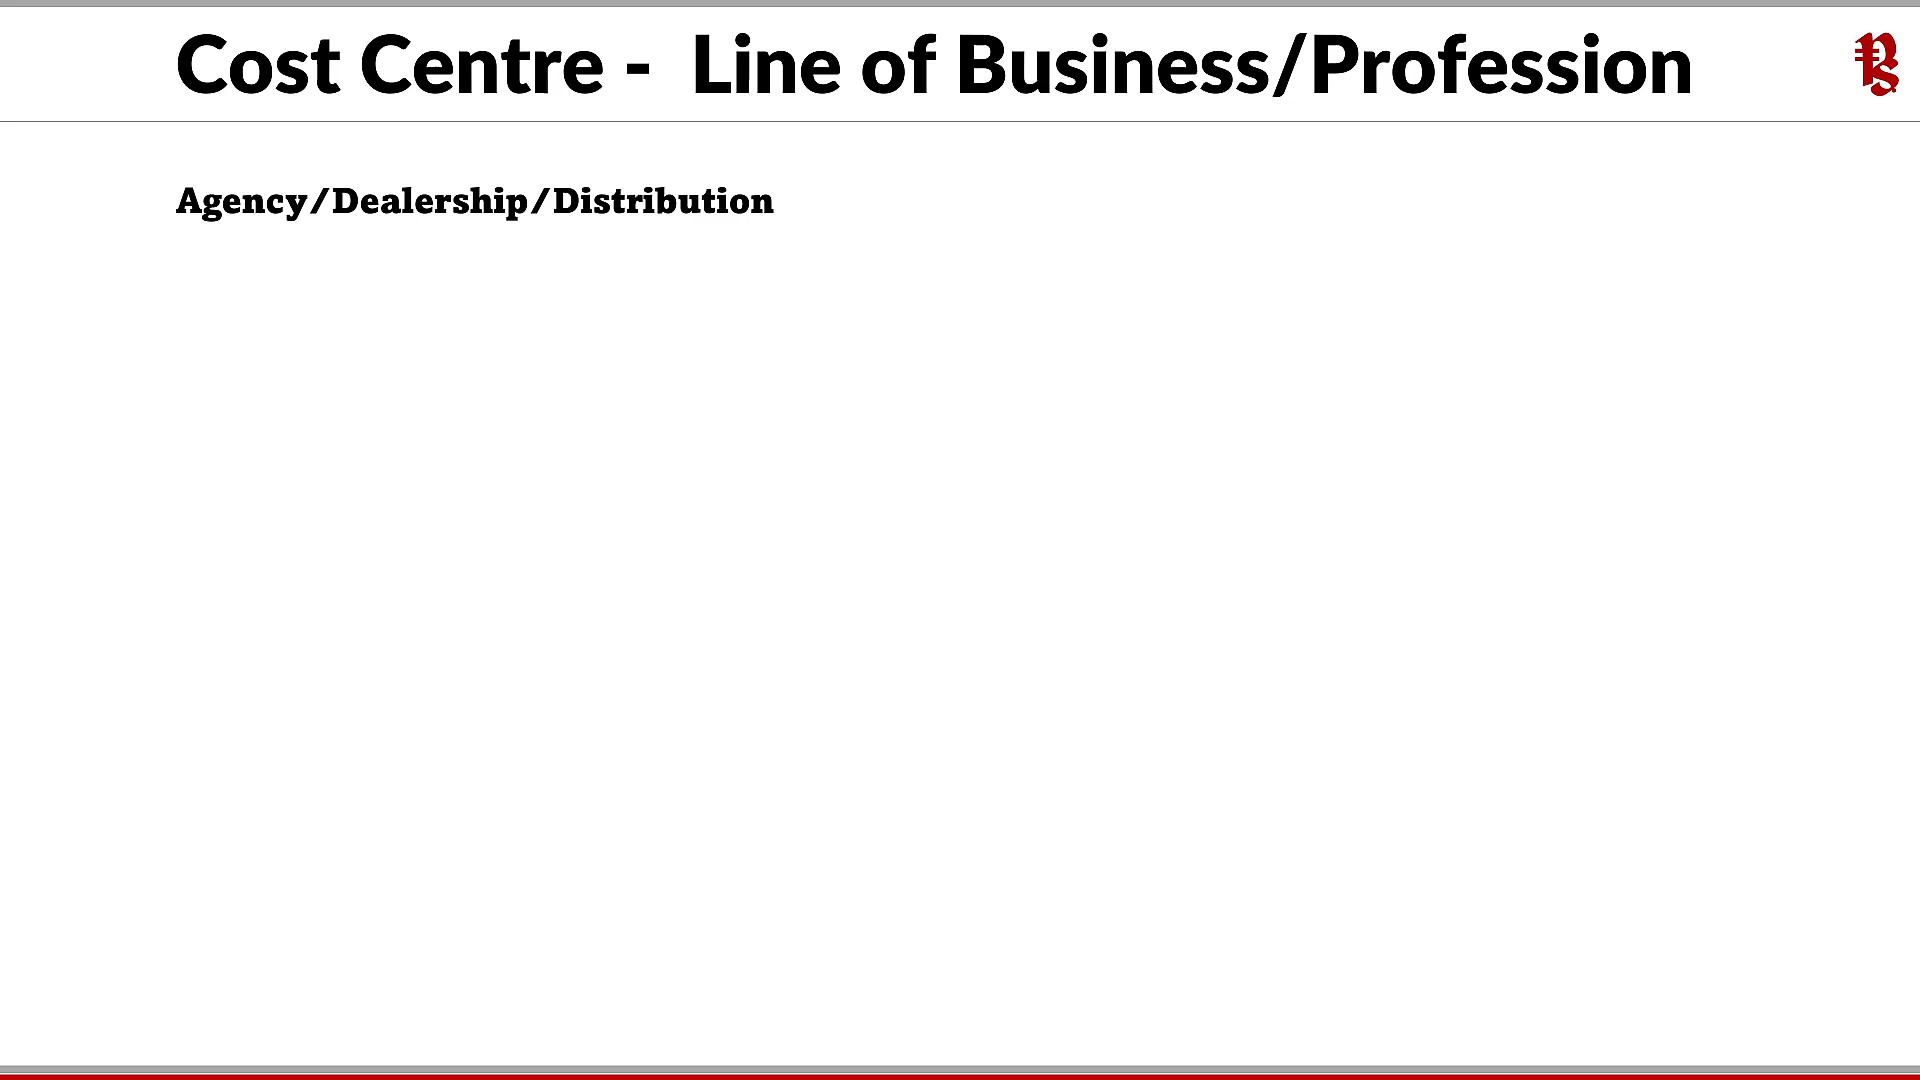 Cost Centre -  Line of Business/Profession
Agency/Dealership/Distribution